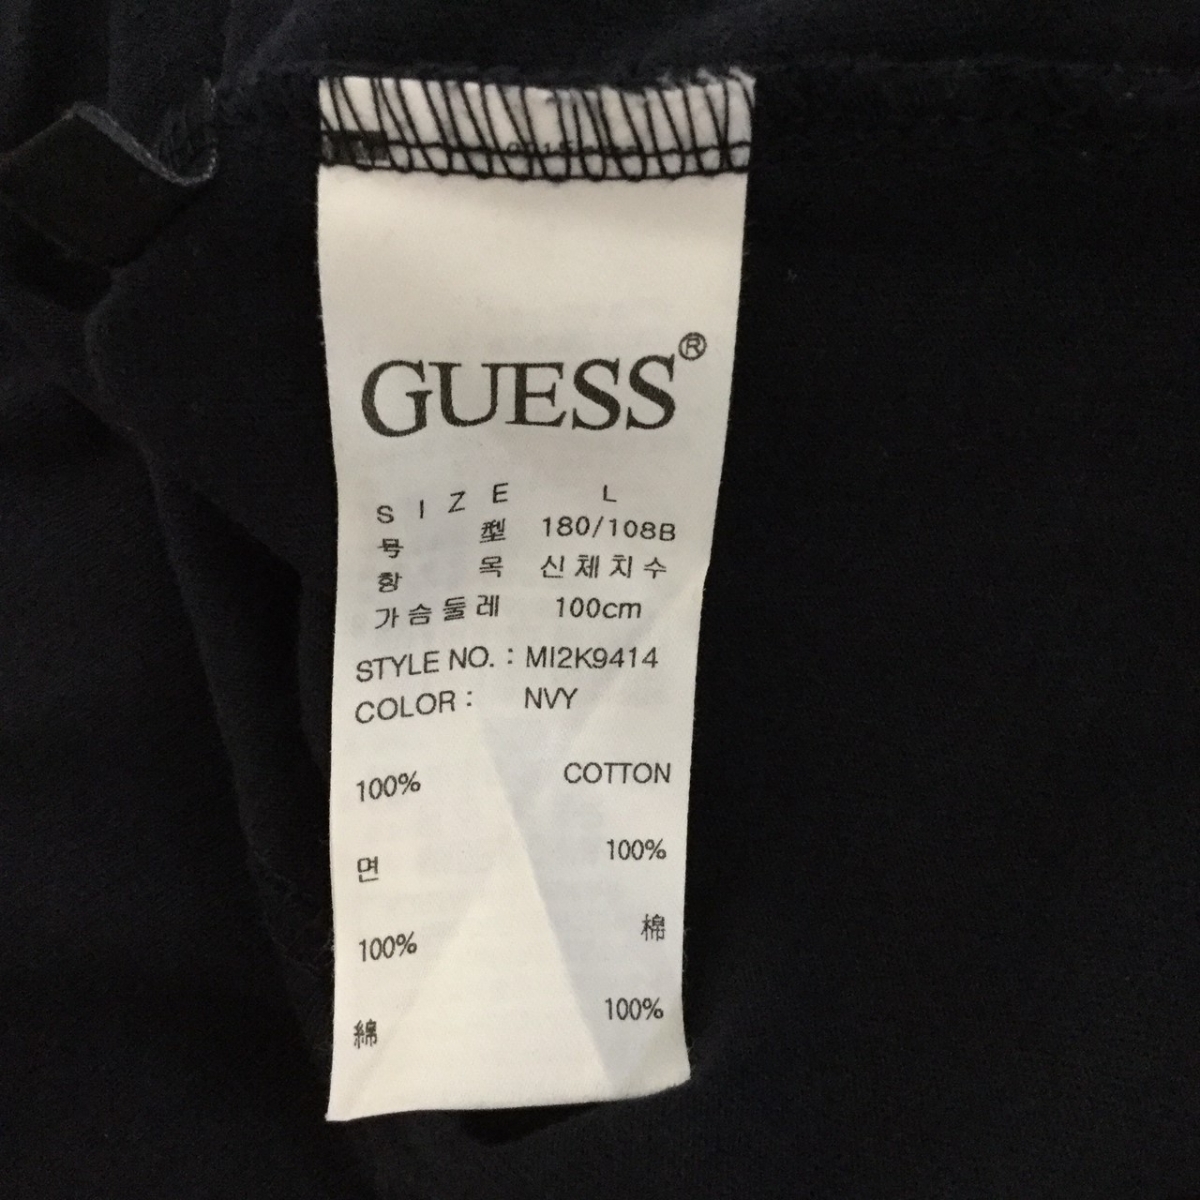 GUESS®
SIZE L
号型 180/108B
항목 신체치수
가슴둘레 100cm
STYLE NO. : MI2K9414
COLOR : NVY
100% COTTON
면 100%
100% 棉
綿 100%